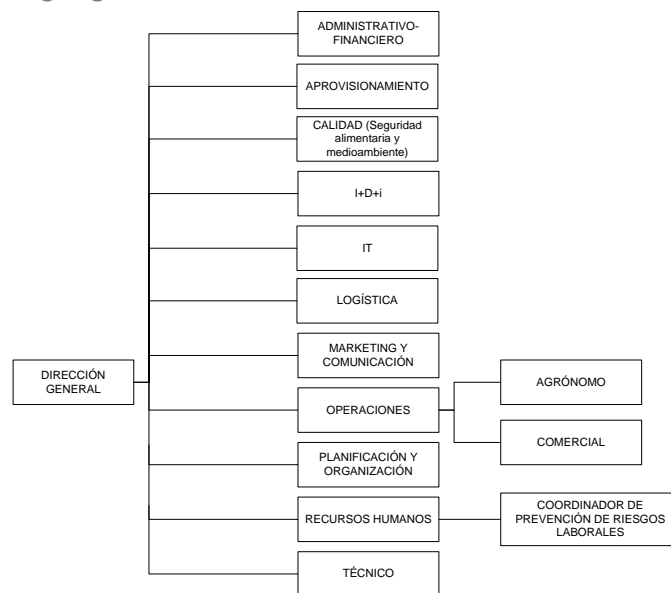 ADMINISTRATIVO-
FINANCIERO
APROVISIONAMIENTO
CALIDAD (Seguridad
alimentaria y
medioambiente)
I+D+i
IT
LOGÍSTICA
MARKETING Y
COMUNICACIÓN
DIRECCIÓN
GENERAL
OPERACIONES
AGRÓNOMO
COMERCIAL
PLANIFICACIÓN Y
ORGANIZACIÓN
RECURSOS HUMANOS
COORDINADOR DE
PREVENCIÓN DE RIESGOS
LABORALES
TÉCNICO